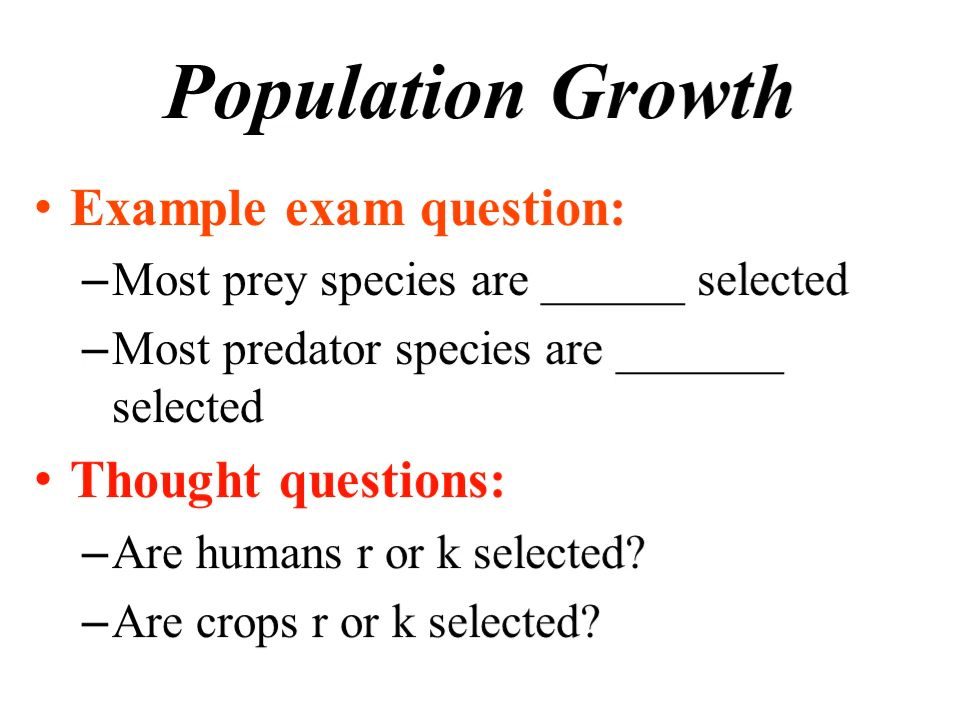 Population Growth
• Example exam question:
–Most prey species are ______ selected
–Most predator species are _______
selected
• Thought questions:
–Are humans r or k selected?
–Are crops r or k selected?